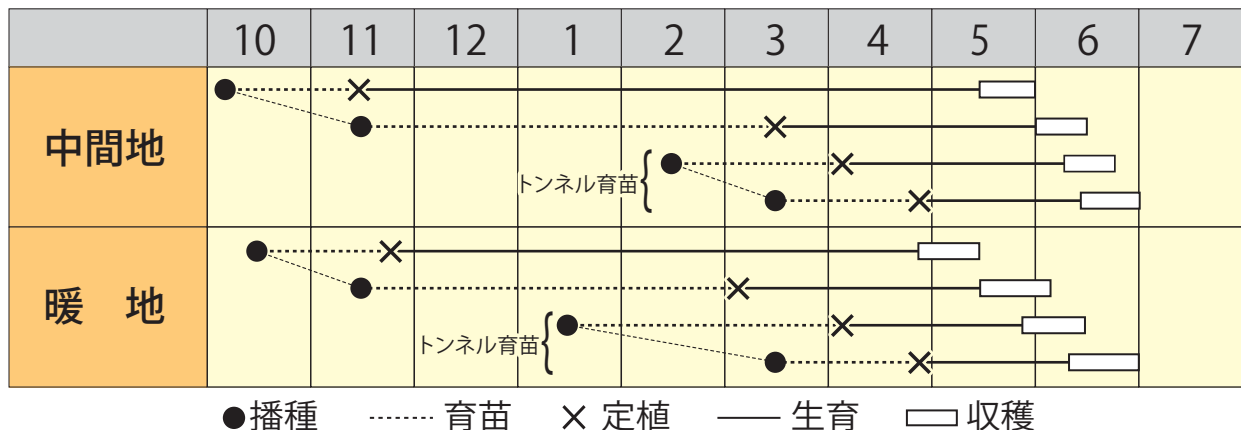 10 11 12 1 2 3 4 5 6 7
中間地
トンネル育苗
暖　地
トンネル育苗
●播種 育苗 × 定植 生育 収穫